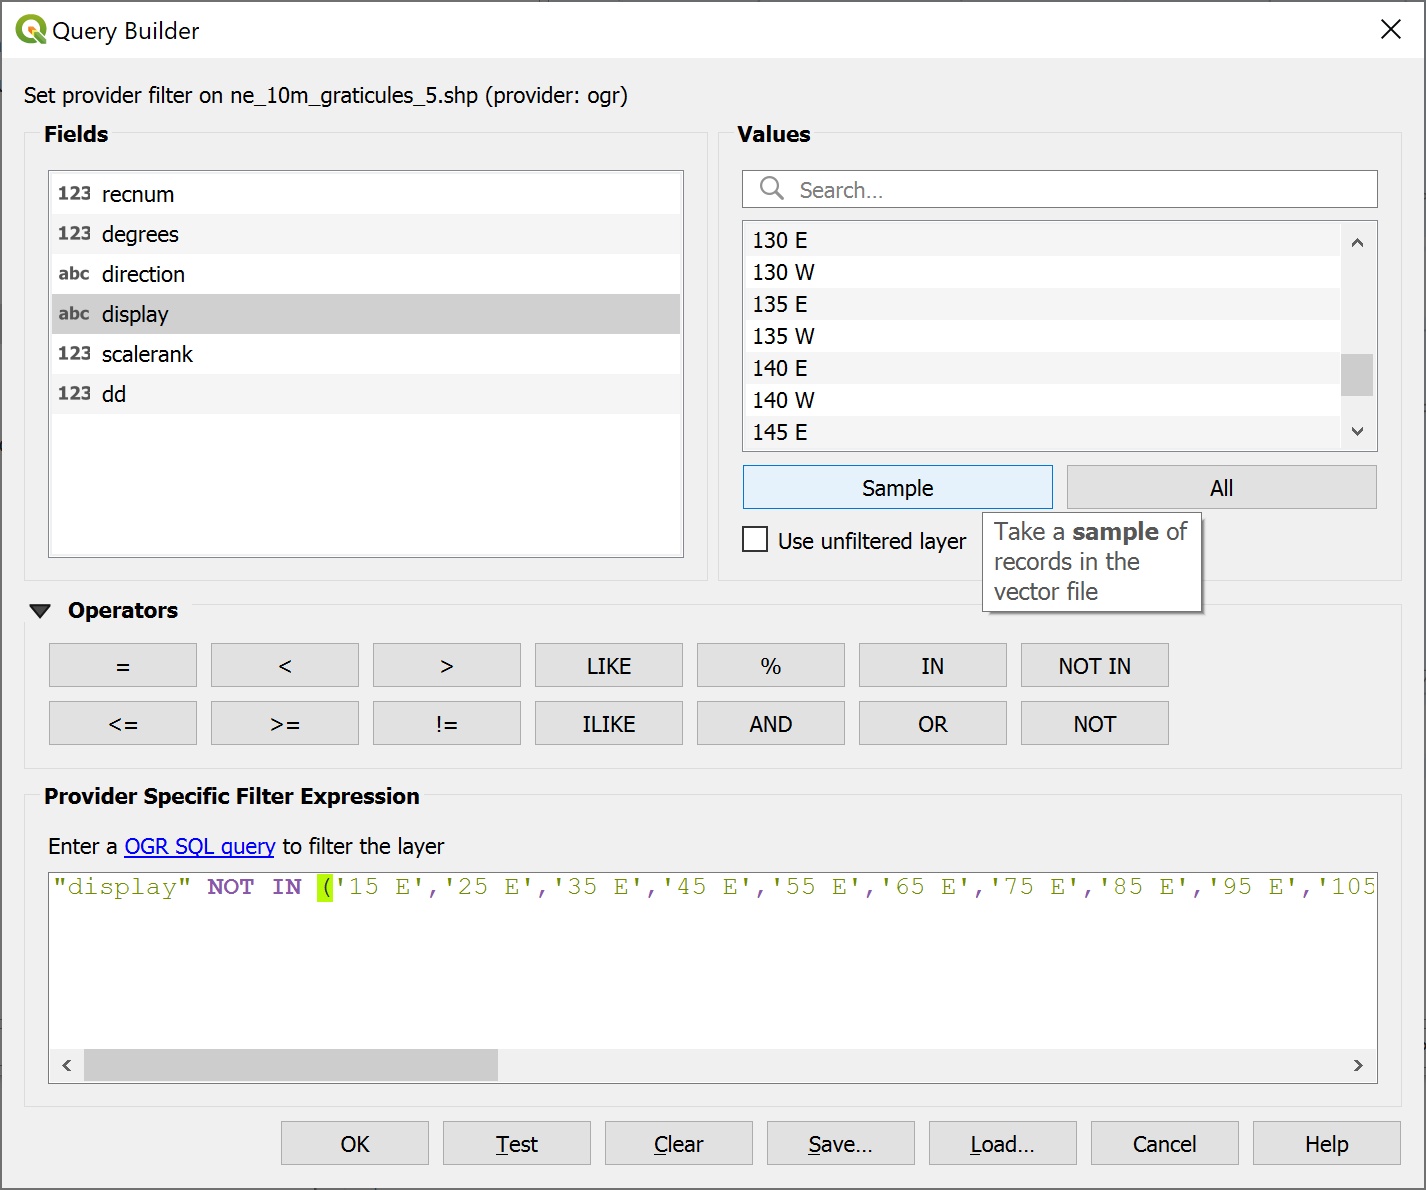 Query Builder
Set provider filter on ne_10m_graticules_5.shp (provider: ogr)
Fields
123 recnum
123 degrees
abc direction
abc display
123 scalerank
123 dd
Values
Search...
130 E
130 W
135 E
135 W
140 E
140 W
145 E
Sample All
Use unfiltered layer
Take a sample of
records in the
vector file
Operators
= < > LIKE % IN NOT IN
<= >= != ILIKE AND OR NOT
Provider Specific Filter Expression
Enter a OGR SQL query to filter the layer
"display" NOT IN ('15 E','25 E','35 E','45 E','55 E','65 E','75 E','85 E','95 E','105
OK Test Clear Save... Load... Cancel Help